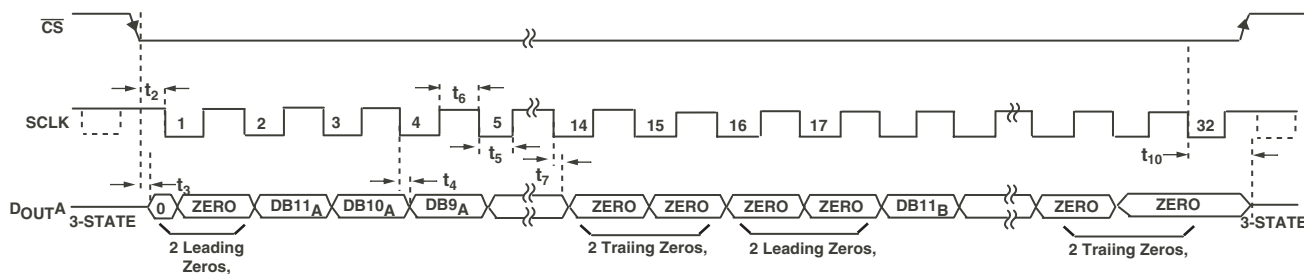 CS
t2
t6
SCLK
1 2 3 4 5 14 15 16 17 32
t5
t10
t3
t4
t7
DOUTA
0 ZERO DB11A DB10A DB9A ZERO ZERO ZERO ZERO DB11B ZERO ZERO
3-STATE
3-STATE
2 Leading
Zeros,
2 Traiing Zeros,
2 Leading Zeros,
2 Traiing Zeros,